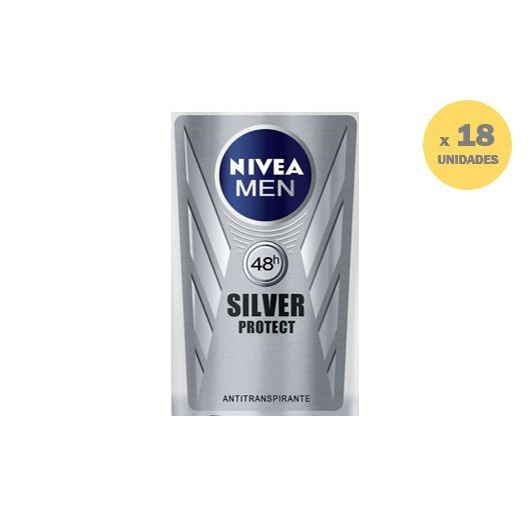 x 18
UNIDADES
NIVEA
MEN
48h
SILVER
PROTECT
ANTITRANSPIRANTE